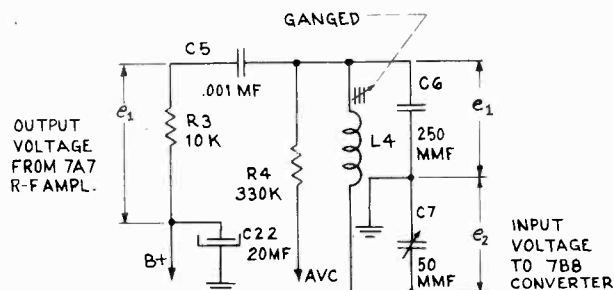 GANGED
C5
.001 MF
e1
R3
10K
OUTPUT
VOLTAGE
FROM 7A7
R-F AMPL.
R4
330K
L4
C6
250
MMF
e1
C22
20MF
B+
AVC
C7
50
MMF
e2
INPUT
VOLTAGE
TO 7B8
CONVERTER